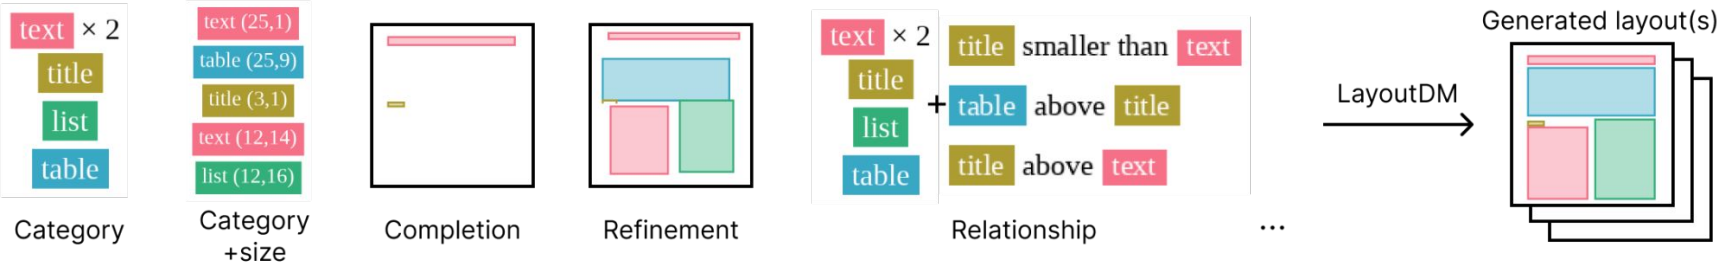 text × 2
title
list
table
Category
text (25,1)
table (25,9)
title (3,1)
text (12,14)
list (12,16)
Category
+size
Completion
Refinement
text × 2
title
list
table
+
title smaller than text
table above title
title above text
Relationship
...
LayoutDM
Generated layout(s)